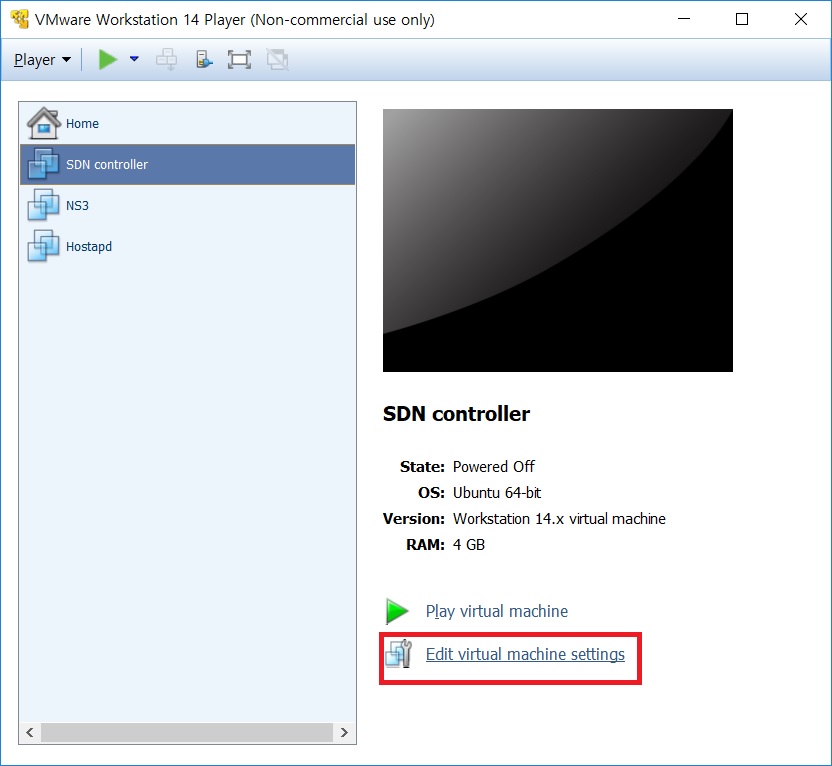 VMware Workstation 14 Player (Non-commercial use only)
Player
Home
SDN controller
NS3
Hostapd
SDN controller
State: Powered Off
OS: Ubuntu 64-bit
Version: Workstation 14.x virtual machine
RAM: 4 GB
Play virtual machine
Edit virtual machine settings